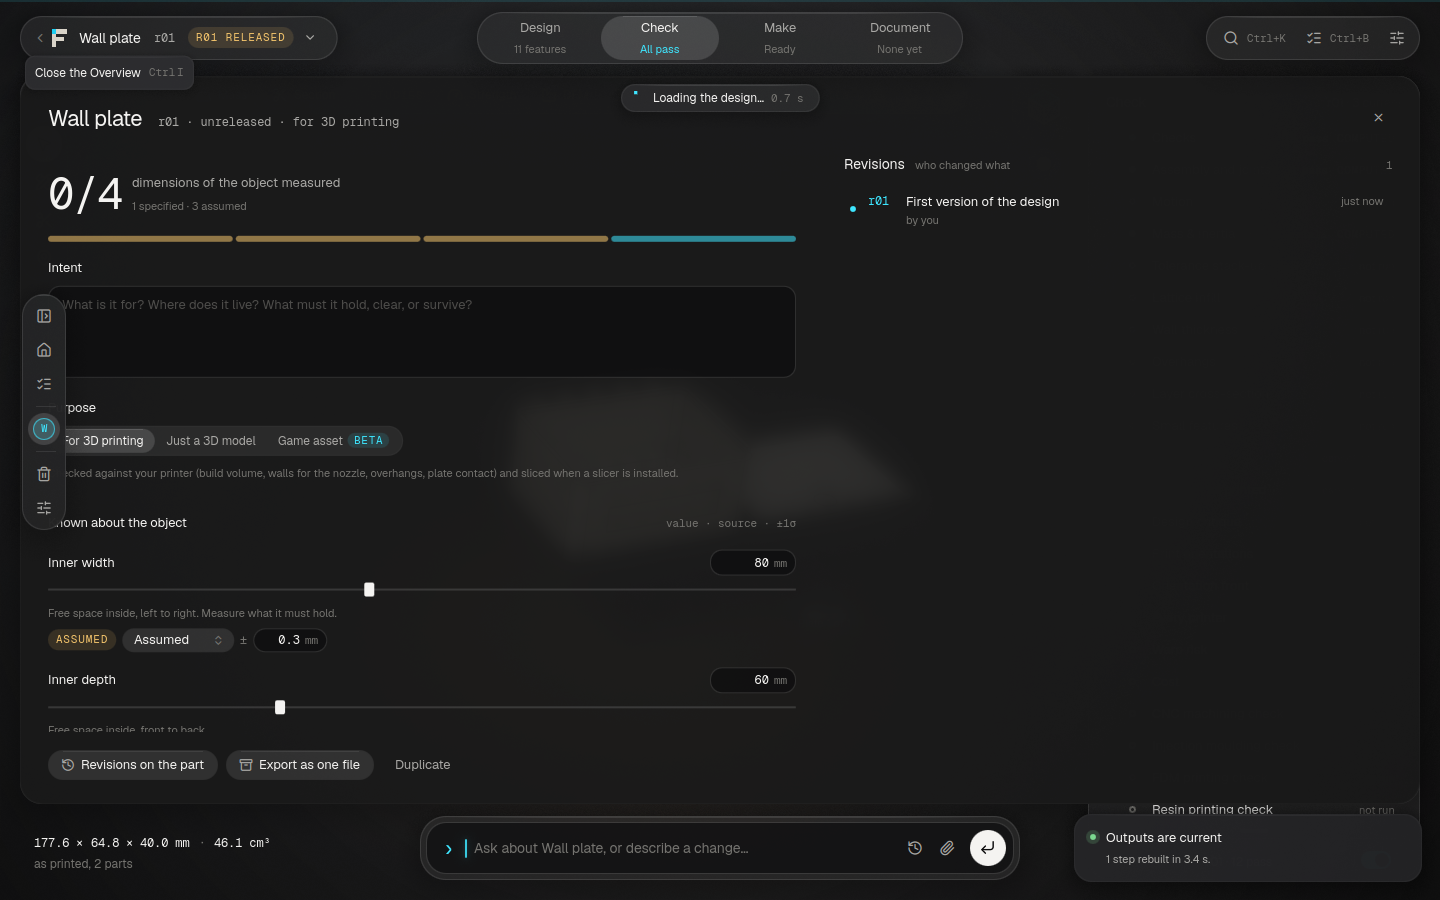 Wall plate r01 R01 RELEASED
Design
11 features
Check
All pass
Make
Ready
Document
None yet
Ctrl+K Ctrl+B
Close the Overview Ctrl I
Loading the design… 0.7 s
Wall plate r01 · unreleased · for 3D printing
0/4 dimensions of the object measured
1 specified · 3 assumed
Intent
What is it for? Where does it live? What must it hold, clear, or survive?
rpose
For 3D printing Just a 3D model Game asset BETA
ecked against your printer (build volume, walls for the nozzle, overhangs, plate contact) and sliced when a slicer is installed.
nown about the object value · source · ±1σ
Inner width 80 mm
Free space inside, left to right. Measure what it must hold.
ASSUMED Assumed ± 0.3 mm
Inner depth 60 mm
Free space inside, front to back
Revisions on the part Export as one file Duplicate
Revisions who changed what 1
r01 First version of the design just now
by you
W
177.6 × 64.8 × 40.0 mm · 46.1 cm³
as printed, 2 parts
Ask about Wall plate, or describe a change…
Resin printing check not run
Outputs are current
1 step rebuilt in 3.4 s.